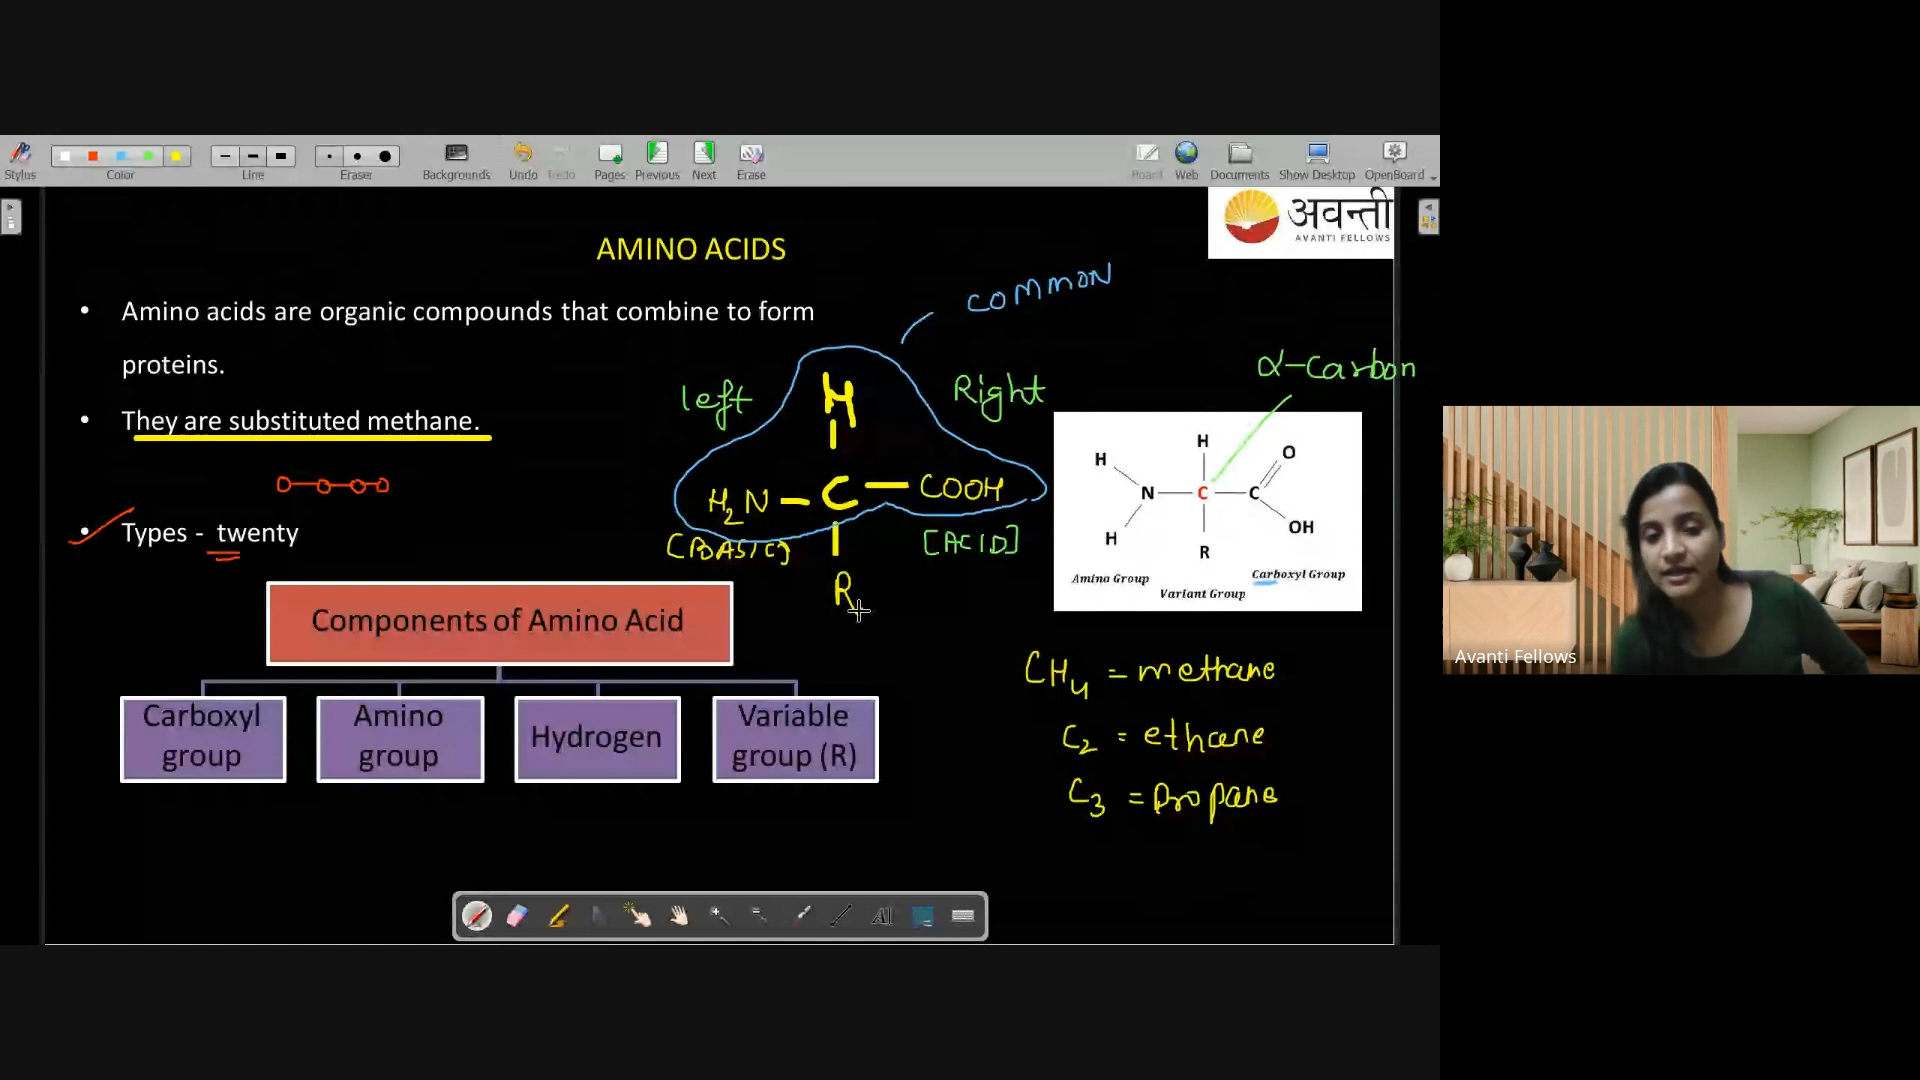 Stylus
Color
Line
Eraser
Backgrounds
Undo
Redo
Pages
Previous
Next
Erase
Board
Web
Documents
Show Desktop
OpenBoard
अवन्ती
AVANTI FELLOWS
AMINO ACIDS
COMMON
• Amino acids are organic compounds that combine to form
proteins.
• They are substituted methane.
• Types - twenty
left
Right
H
H2N – C – COOH
[BASIC]
[ACID]
R
α-Carbon
H
H
O
N
C
C
H
OH
R
Amino Group
Carboxyl Group
Variant Group
Components of Amino Acid
Carboxyl
group
Amino
group
Hydrogen
Variable
group (R)
CH4 = methane
C2 = ethane
C3 = Propane
Avanti Fellows